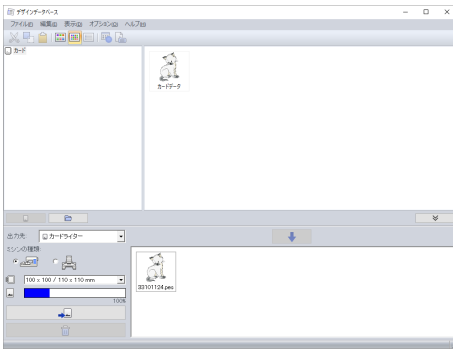 デザインデータベース
ファイル(F) 編集(E) 表示(D) オプション(O) ヘルプ(H)
カード
カードデータ
出力先: カードライター
ミシンの種類:
100 x 100 / 110 x 110 mm
100%
33101124.pes